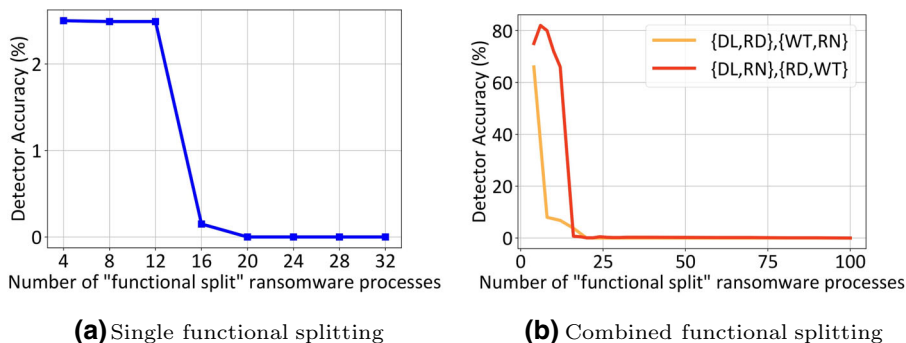 Detector Accuracy (%)
2
1
0
4 8 12 16 20 24 28 32
Number of "functional split" ransomware processes
(a) Single functional splitting
Detector Accuracy (%)
80
60
40
20
0
{DL,RD},{WT,RN}
{DL,RN},{RD,WT}
0 25 50 75 100
Number of "functional split" ransomware processes
(b) Combined functional splitting